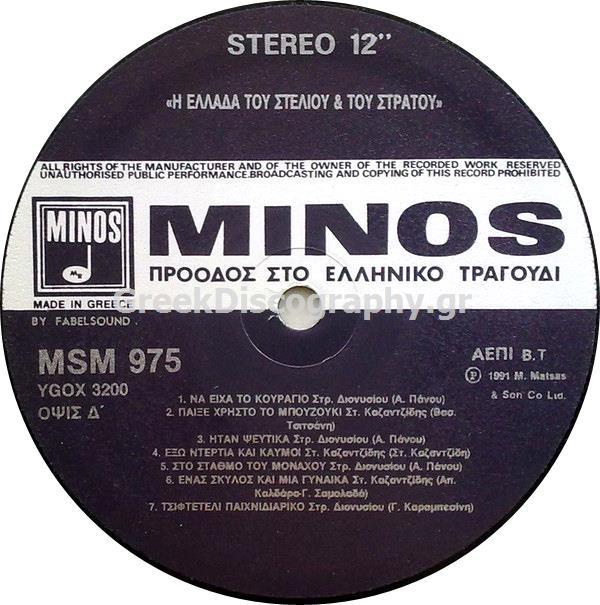 STEREO 12"
«Η ΕΛΛΑΔΑ ΤΟΥ ΣΤΕΛΙΟΥ & ΤΟΥ ΣΤΡΑΤΟΥ»
ALL RIGHTS OF THE MANUFACTURER AND OF THE OWNER OF THE RECORDED WORK RESERVED
UNAUTHORISED PUBLIC PERFORMANCE.BROADCASTING AND COPYING OF THIS RECORD PROHIBITED
MINOS
MINOS
ΠΡΟΟΔΟΣ ΣΤΟ ΕΛΛΗΝΙΚΟ ΤΡΑΓΟΥΔΙ
MADE IN GREECE
GreekDiscography.gr
BY FABELSOUND.
MSM 975
YGOX 3200
ΟΨΙΣ Δ΄
ΑΕΠΙ Β.Τ
℗ 1991 M. Matsas
& Son Co Ltd.
1. ΝΑ ΕΙΧΑ ΤΟ ΚΟΥΡΑΓΙΟ Στρ. Διονυσίου (Α. Πάνου)
2. ΠΑΙΞΕ ΧΡΗΣΤΟ ΤΟ ΜΠΟΥΖΟΥΚΙ Στ. Καζαντζίδης (Βασ.
Τσιτσάνη)
3. ΗΤΑΝ ΨΕΥΤΙΚΑ Στρ. Διονυσίου (Α. Πάνου)
4. ΕΞΩ ΝΤΕΡΤΙΑ ΚΑΙ ΚΑΥΜΟΙ Στ. Καζαντζίδης (Στ. Καζαντζίδη)
5. ΣΤΟ ΣΤΑΘΜΟ ΤΟΥ ΜΟΝΑΧΟΥ Στρ. Διονυσίου (Α. Πάνου)
6. ΕΝΑΣ ΣΚΥΛΟΣ ΚΑΙ ΜΙΑ ΓΥΝΑΙΚΑ Στ. Καζαντζίδης (Απ.
Καλδάρα-Γ. Σαμολαδά)
7. ΤΣΙΦΤΕΤΕΛΙ ΠΑΙΧΝΙΔΙΑΡΙΚΟ Στρ. Διονυσίου (Γ. Καραμπεσίνη)